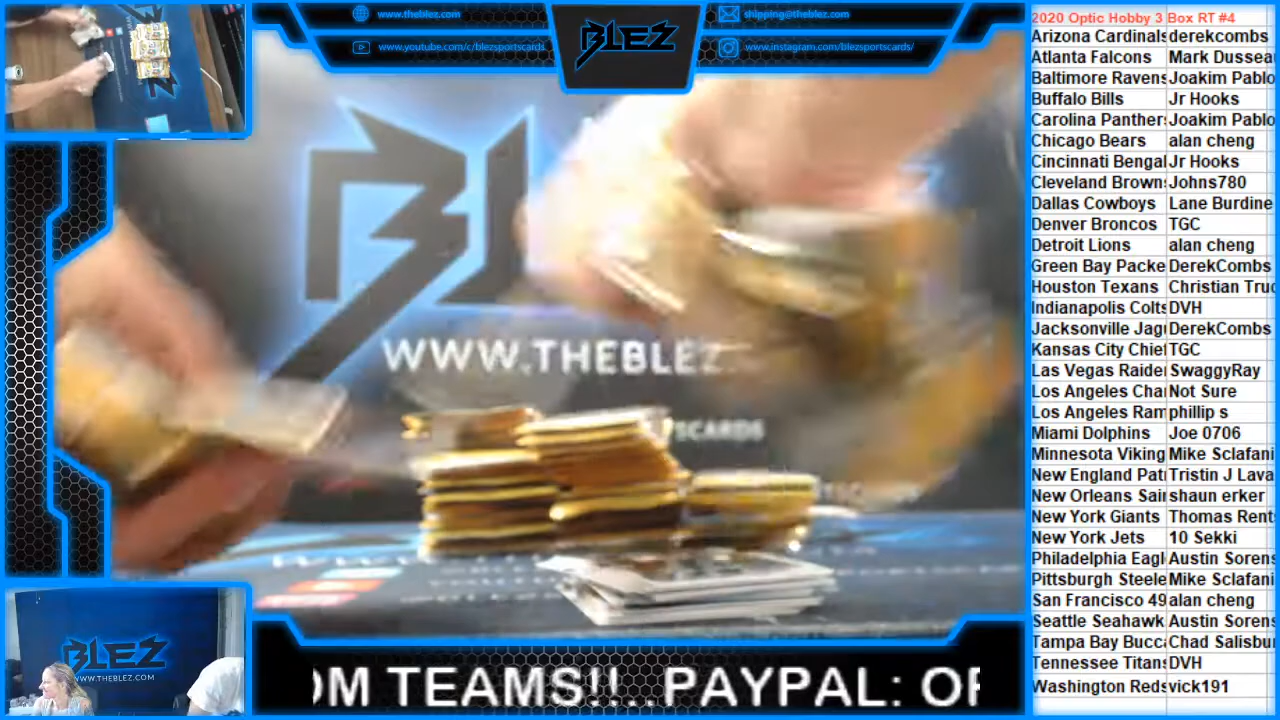 www.theblez.com
www.youtube.com/c/blezsportscards
BLEZ
shipping@theblez.com
www.instagram.com/blezsportscards/
WWW.THEBLEZ.
BLEZ
WWW.THEBLEZ.COM
OM TEAMS!!...PAYPAL: OF
2020 Optic Hobby 3 Box RT #4
Arizona Cardinals derekcombs
Atlanta Falcons Mark Dussea
Baltimore Ravens Joakim Pablo
Buffalo Bills Jr Hooks
Carolina Panthers Joakim Pablo
Chicago Bears alan cheng
Cincinnati Bengal Jr Hooks
Cleveland Browns Johns780
Dallas Cowboys Lane Burdine
Denver Broncos TGC
Detroit Lions alan cheng
Green Bay Packe DerekCombs
Houston Texans Christian Truc
Indianapolis Colts DVH
Jacksonville Jagu DerekCombs
Kansas City Chief TGC
Las Vegas Raider SwaggyRay
Los Angeles Char Not Sure
Los Angeles Ram phillip s
Miami Dolphins Joe 0706
Minnesota Viking Mike Sclafani
New England Patr Tristin J Lava
New Orleans Sain shaun erker
New York Giants Thomas Rent
New York Jets 10 Sekki
Philadelphia Eagl Austin Sorens
Pittsburgh Steele Mike Sclafani
San Francisco 49 alan cheng
Seattle Seahawk Austin Sorens
Tampa Bay Bucca Chad Salisbu
Tennessee Titans DVH
Washington Reds vick191